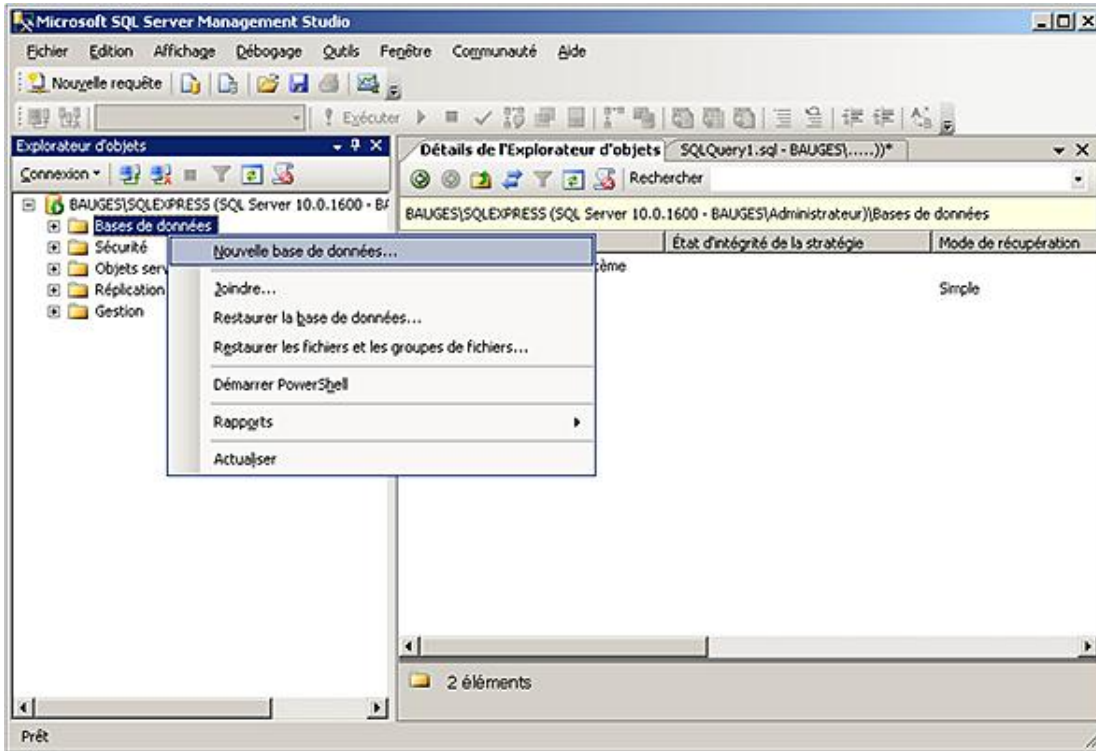 Microsoft SQL Server Management Studio
Fichier Edition Affichage Débogage Outils Fenêtre Communauté Aide
Nouvelle requête
Exécuter
Explorateur d'objets
Détails de l'Explorateur d'objets SQLQuery1.sql - BAUGES\.....))*
Connexion
Rechercher
BAUGES\SQLEXPRESS (SQL Server 10.0.1600 - BA
BAUGES\SQLEXPRESS (SQL Server 10.0.1600 - BAUGES\Administrateur)\Bases de données
Bases de données
État d'intégrité de la stratégie Mode de récupération
Sécurité
Nouvelle base de données...
Objets serv
tème
Réplication
Joindre...
Simple
Gestion
Restaurer la base de données...
Restaurer les fichiers et les groupes de fichiers...
Démarrer PowerShell
Rapports
Actualiser
2 éléments
Prêt